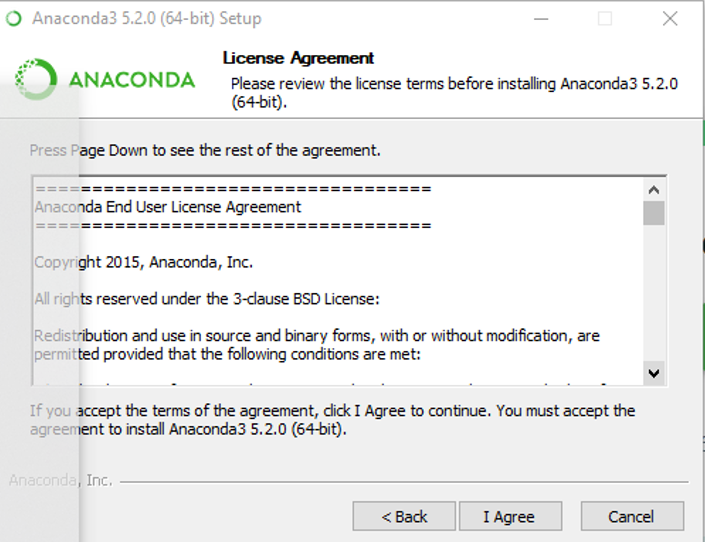 Anaconda3 5.2.0 (64-bit) Setup
License Agreement
Please review the license terms before installing Anaconda3 5.2.0
(64-bit).
ANACONDA
Press Page Down to see the rest of the agreement.
===================================
Anaconda End User License Agreement
===================================
Copyright 2015, Anaconda, Inc.
All rights reserved under the 3-clause BSD License:
Redistribution and use in source and binary forms, with or without modification, are
permitted provided that the following conditions are met:
If you accept the terms of the agreement, click I Agree to continue. You must accept the
agreement to install Anaconda3 5.2.0 (64-bit).
Anaconda, Inc.
< Back I Agree Cancel